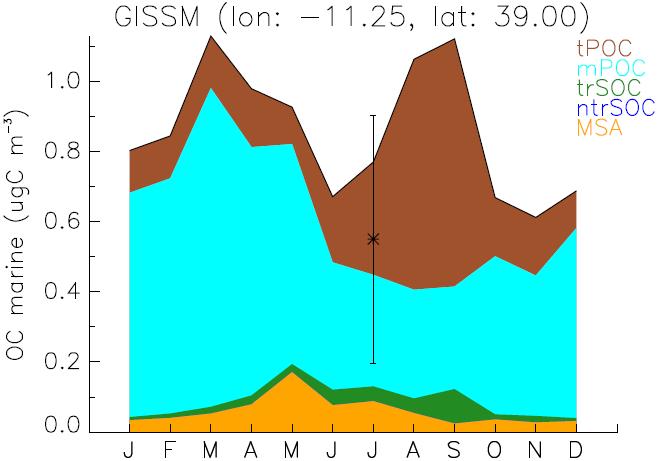 GISSM (lon: −11.25, lat: 39.00)
tPOC
mPOC
trSOC
ntrSOC
MSA
OC marine (ugC m⁻³)
1.0
0.8
0.6
0.4
0.2
0.0
J F M A M J J A S O N D